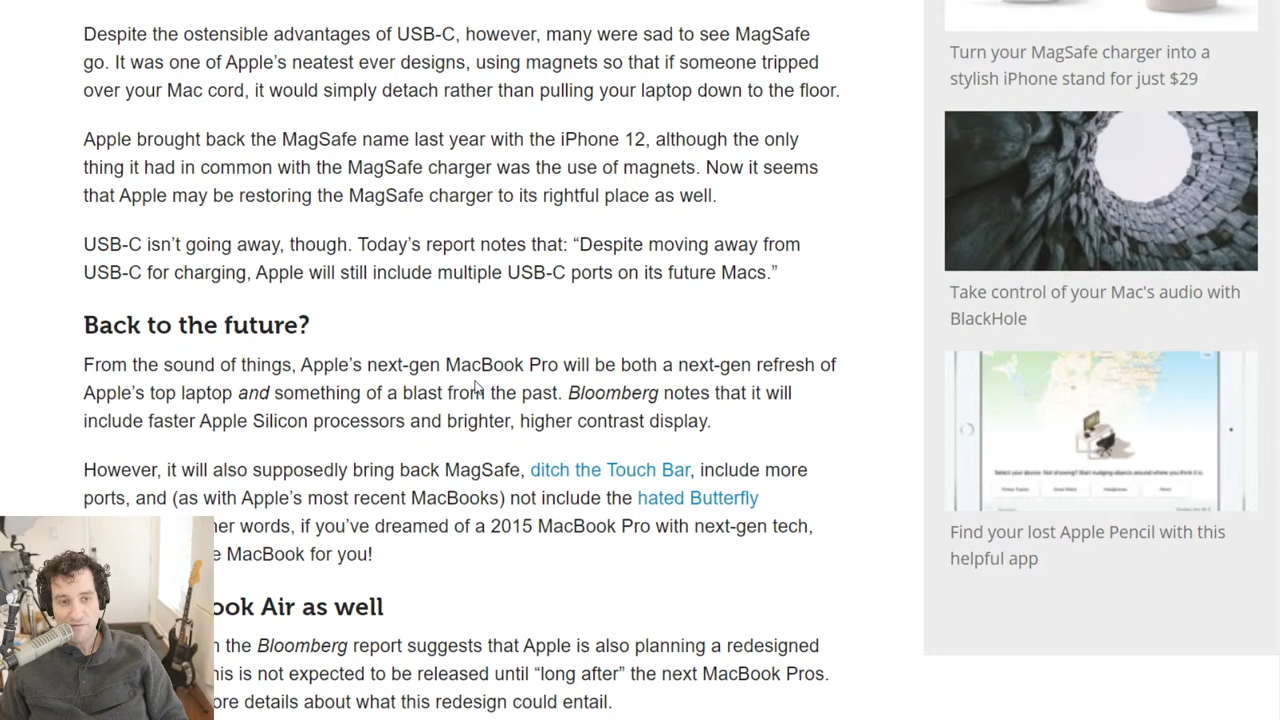 Despite the ostensible advantages of USB-C, however, many were sad to see MagSafe
go. It was one of Apple’s neatest ever designs, using magnets so that if someone tripped
over your Mac cord, it would simply detach rather than pulling your laptop down to the floor.
Apple brought back the MagSafe name last year with the iPhone 12, although the only
thing it had in common with the MagSafe charger was the use of magnets. Now it seems
that Apple may be restoring the MagSafe charger to its rightful place as well.
USB-C isn’t going away, though. Today’s report notes that: “Despite moving away from
USB-C for charging, Apple will still include multiple USB-C ports on its future Macs.”
Back to the future?
From the sound of things, Apple’s next-gen MacBook Pro will be both a next-gen refresh of
Apple’s top laptop and something of a blast from the past. Bloomberg notes that it will
include faster Apple Silicon processors and brighter, higher contrast display.
However, it will also supposedly bring back MagSafe, ditch the Touch Bar, include more
ports, and (as with Apple’s most recent MacBooks) not include the hated Butterfly
er words, if you’ve dreamed of a 2015 MacBook Pro with next-gen tech,
e MacBook for you!
ook Air as well
n the Bloomberg report suggests that Apple is also planning a redesigned
is is not expected to be released until “long after” the next MacBook Pros.
ore details about what this redesign could entail.
Turn your MagSafe charger into a
stylish iPhone stand for just $29
Take control of your Mac's audio with
BlackHole
Find your lost Apple Pencil with this
helpful app